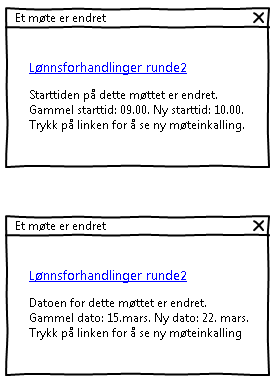 Et møte er endret
Lønnsforhandlinger runde2
Starttiden på dette møttet er endret.
Gammel starttid: 09.00. Ny starttid: 10.00.
Trykk på linken for å se ny møteinkalling.
Et møte er endret
Lønnsforhandlinger runde2
Datoen for dette møttet er endret.
Gammel dato: 15.mars. Ny dato: 22. mars.
Trykk på linken for å se ny møteinkalling